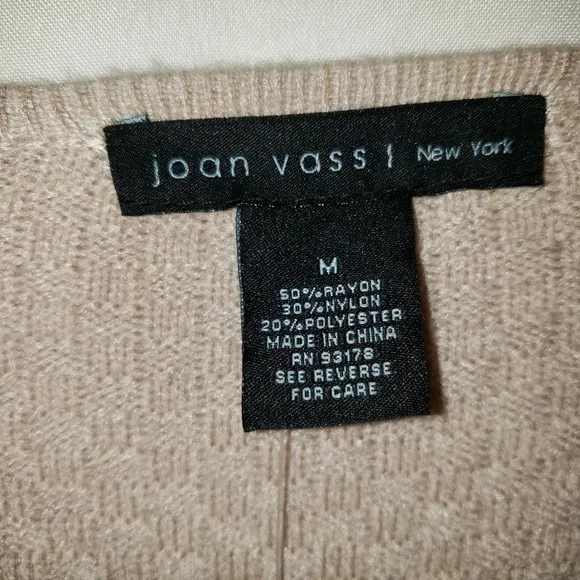 joan vass | New York
M
50%RAYON
30%NYLON
20%POLYESTER
MADE IN CHINA
RN 93178
SEE REVERSE
FOR CARE